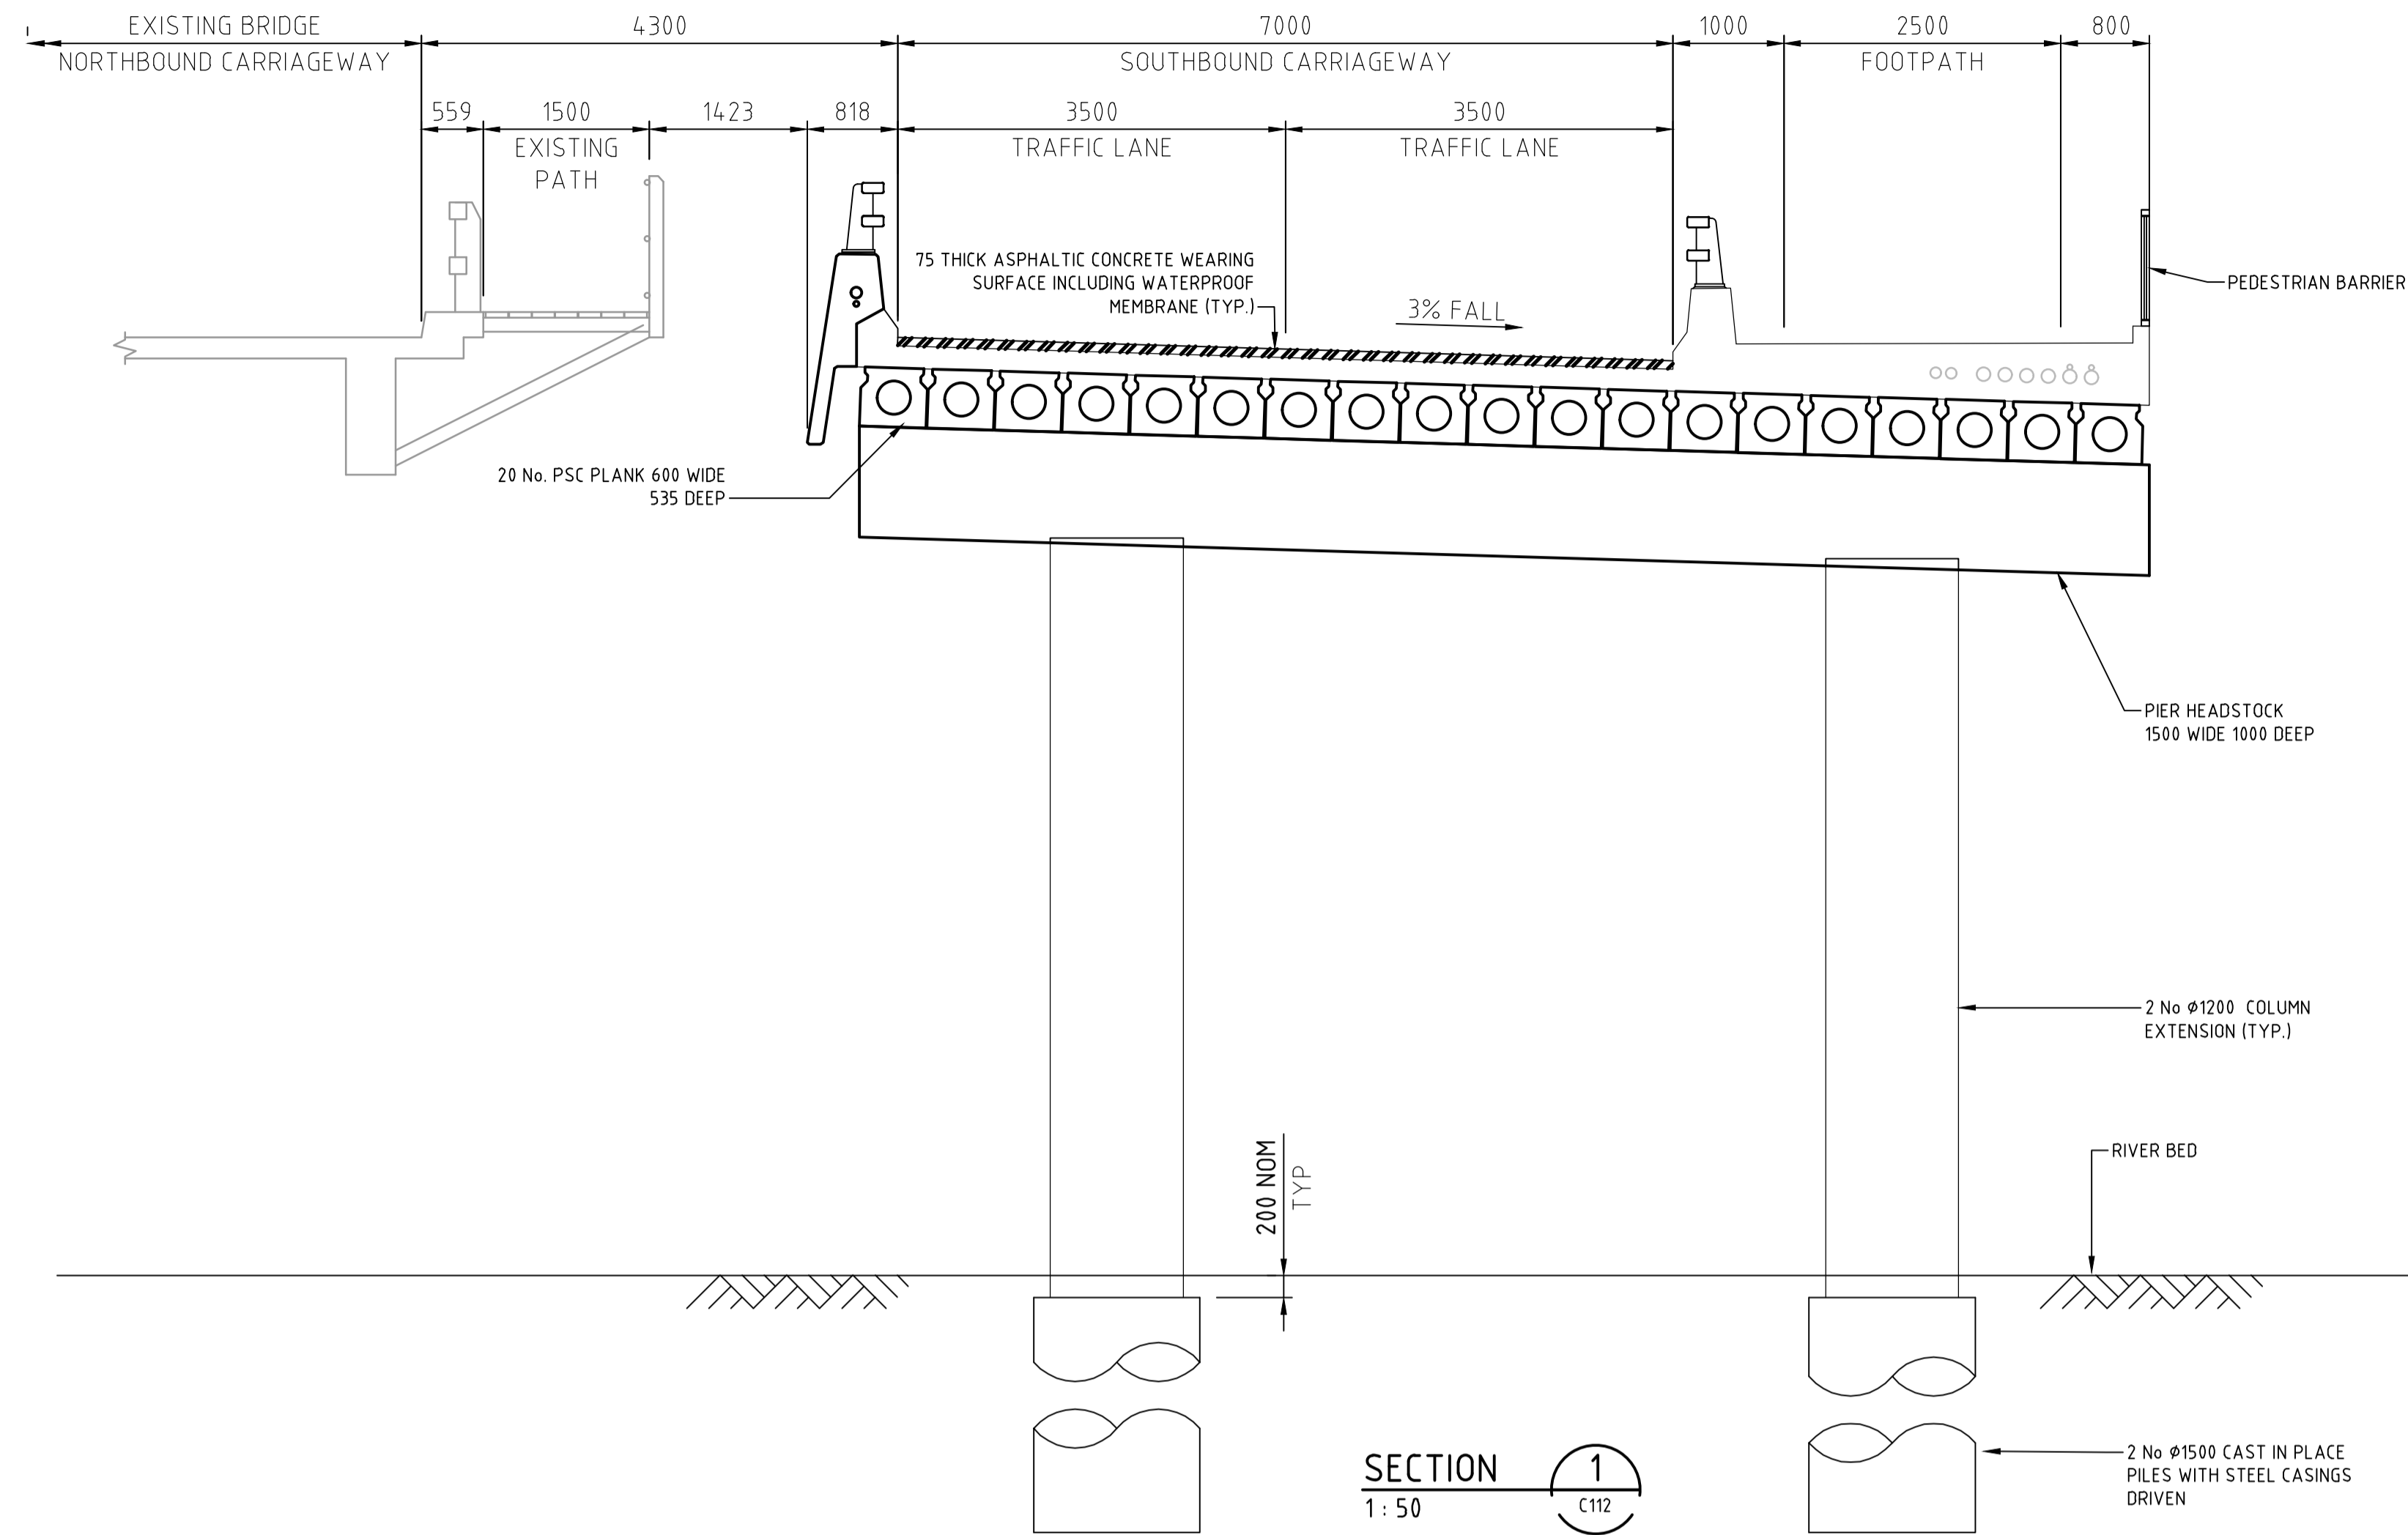 EXISTING BRIDGE
NORTHBOUND CARRIAGEWAY
4300
7000
SOUTHBOUND CARRIAGEWAY
1000
2500
FOOTPATH
800
559
1500
EXISTING
PATH
1423
818
3500
TRAFFIC LANE
3500
TRAFFIC LANE
75 THICK ASPHALTIC CONCRETE WEARING
SURFACE INCLUDING WATERPROOF
MEMBRANE (TYP.)
3% FALL
PEDESTRIAN BARRIER
20 No. PSC PLANK 600 WIDE
535 DEEP
PIER HEADSTOCK
1500 WIDE 1000 DEEP
2 No Ø1200 COLUMN
EXTENSION (TYP.)
200 NOM
TYP
RIVER BED
SECTION
1 : 50
1
C112
2 No Ø1500 CAST IN PLACE
PILES WITH STEEL CASINGS
DRIVEN